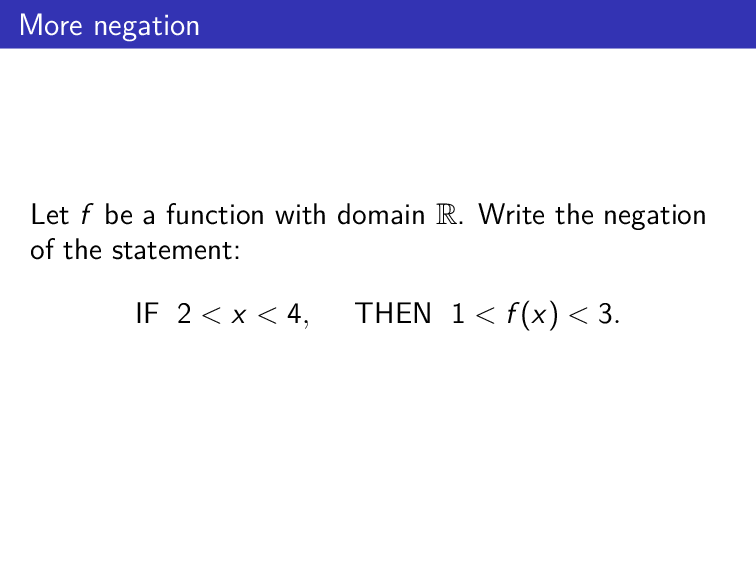 More negation
Let f be a function with domain ℝ. Write the negation
of the statement:
IF 2 < x < 4, THEN 1 < f(x) < 3.